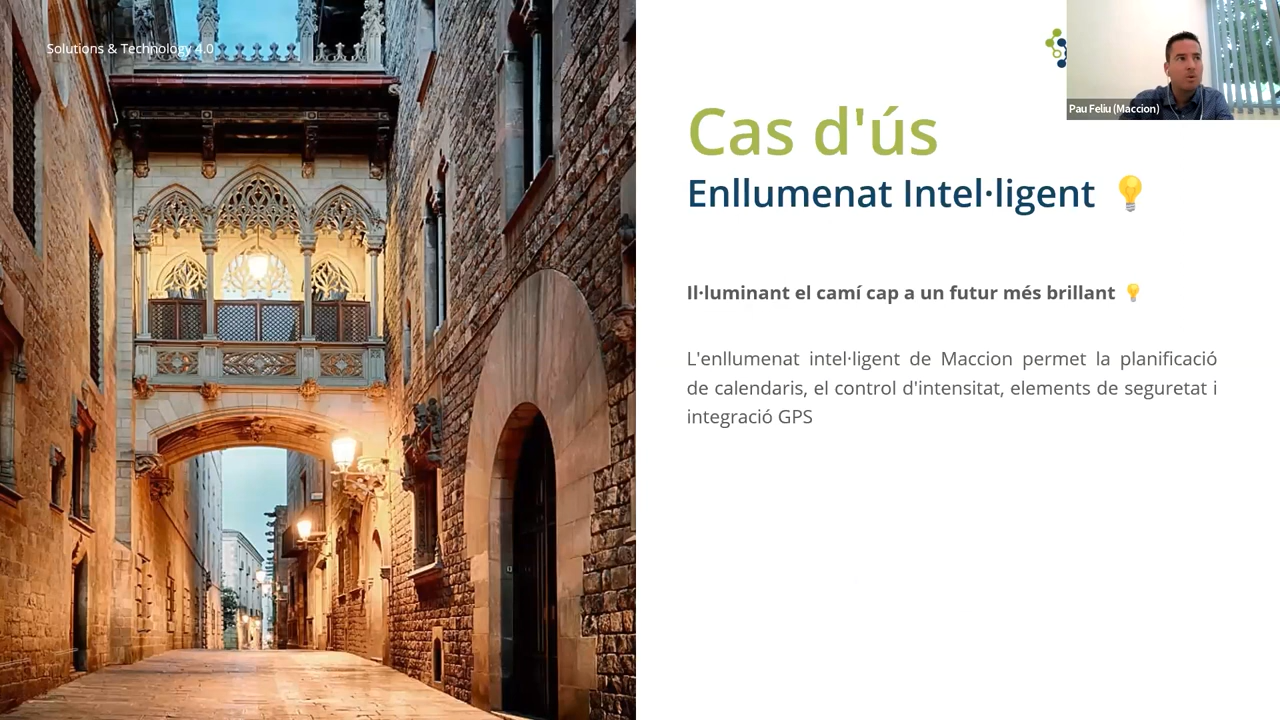 Solutions & Technology 4.0
Pau Feliu (Maccion)
Cas d'ús
Enllumenat Intel·ligent 💡
Il·luminant el camí cap a un futur més brillant 💡
L'enllumenat intel·ligent de Maccion permet la planificació
de calendaris, el control d'intensitat, elements de seguretat i
integració GPS